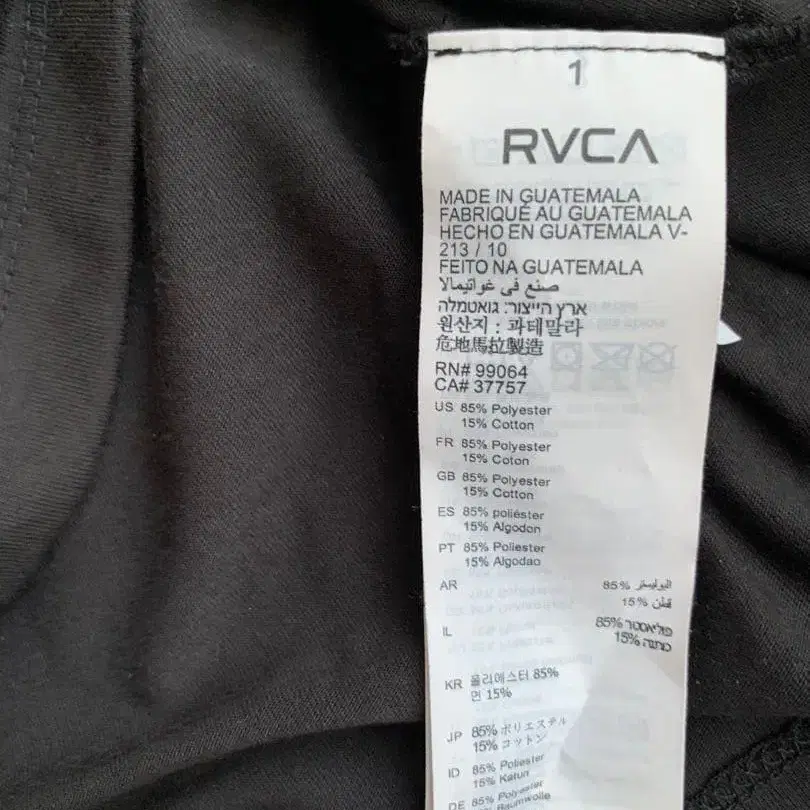 1
RVCA
MADE IN GUATEMALA
FABRIQUÉ AU GUATEMALA
HECHO EN GUATEMALA V-
213 / 10
FEITO NA GUATEMALA
صنع في غواتيمالا
ארץ הייצור: גואטמלה
원산지 : 과테말라
危地馬拉製造
RN# 99064
CA# 37757
US 85% Polyester
15% Cotton
FR 85% Polyester
15% Coton
GB 85% Polyester
15% Cotton
ES 85% poliéster
15% Algodon
PT 85% Poliester
15% Algodao
AR 85% البوليستر
15% قطن
IL 85% פוליאסטר
15% כותנה
KR 폴리에스터 85%
면 15%
JP 85% ポリエステル
15% コットン
ID 85% Poliester
15% Katun
DE 85% Polyester
Baumwolle